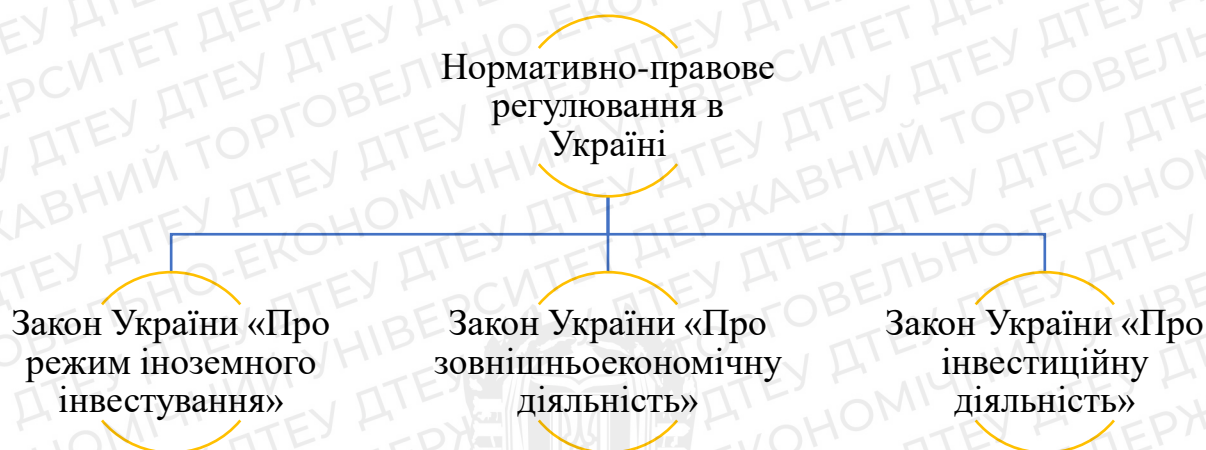 Нормативно-правове
регулювання в
Україні
Закон України «Про
режим іноземного
інвестування»
Закон України «Про
зовнішньоекономічну
діяльність»
Закон України «Про
інвестиційну
діяльність»